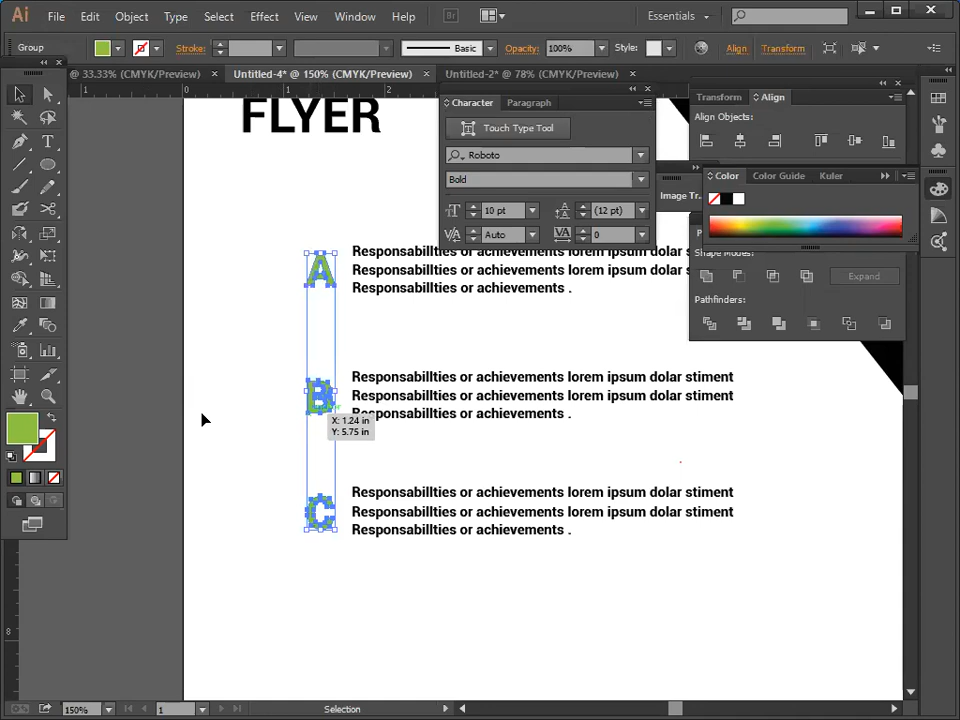 Ai File Edit Object Type Select Effect View Window Help Br Essentials
Group Stroke: Basic Opacity: 100% Style: Align Transform
@ 33.33% (CMYK/Preview) × Untitled-4* @ 150% (CMYK/Preview) × Untitled-2* @ 78% (CMYK/Preview) ×
1 0 1 2
FLYER
Character Paragraph
Touch Type Tool
Roboto
Bold
10 pt (12 pt)
Auto 0
Transform Align
Align Objects:
Image Tr.
Color Color Guide Kuler
Shape Modes:
Expand
Pathfinders:
A
Responsabillties or achievements lorem ipsum dolar s
Responsabillties or achievements lorem ipsum dolar s
Responsabillties or achievements .
B
Responsabillties or achievements lorem ipsum dolar stiment
Responsabillties or achievements lorem ipsum dolar stiment
Responsabillties or achievements .
X: 1.24 in
Y: 5.75 in
C
Responsabillties or achievements lorem ipsum dolar stiment
Responsabillties or achievements lorem ipsum dolar stiment
Responsabillties or achievements .
8
150% 1 Selection